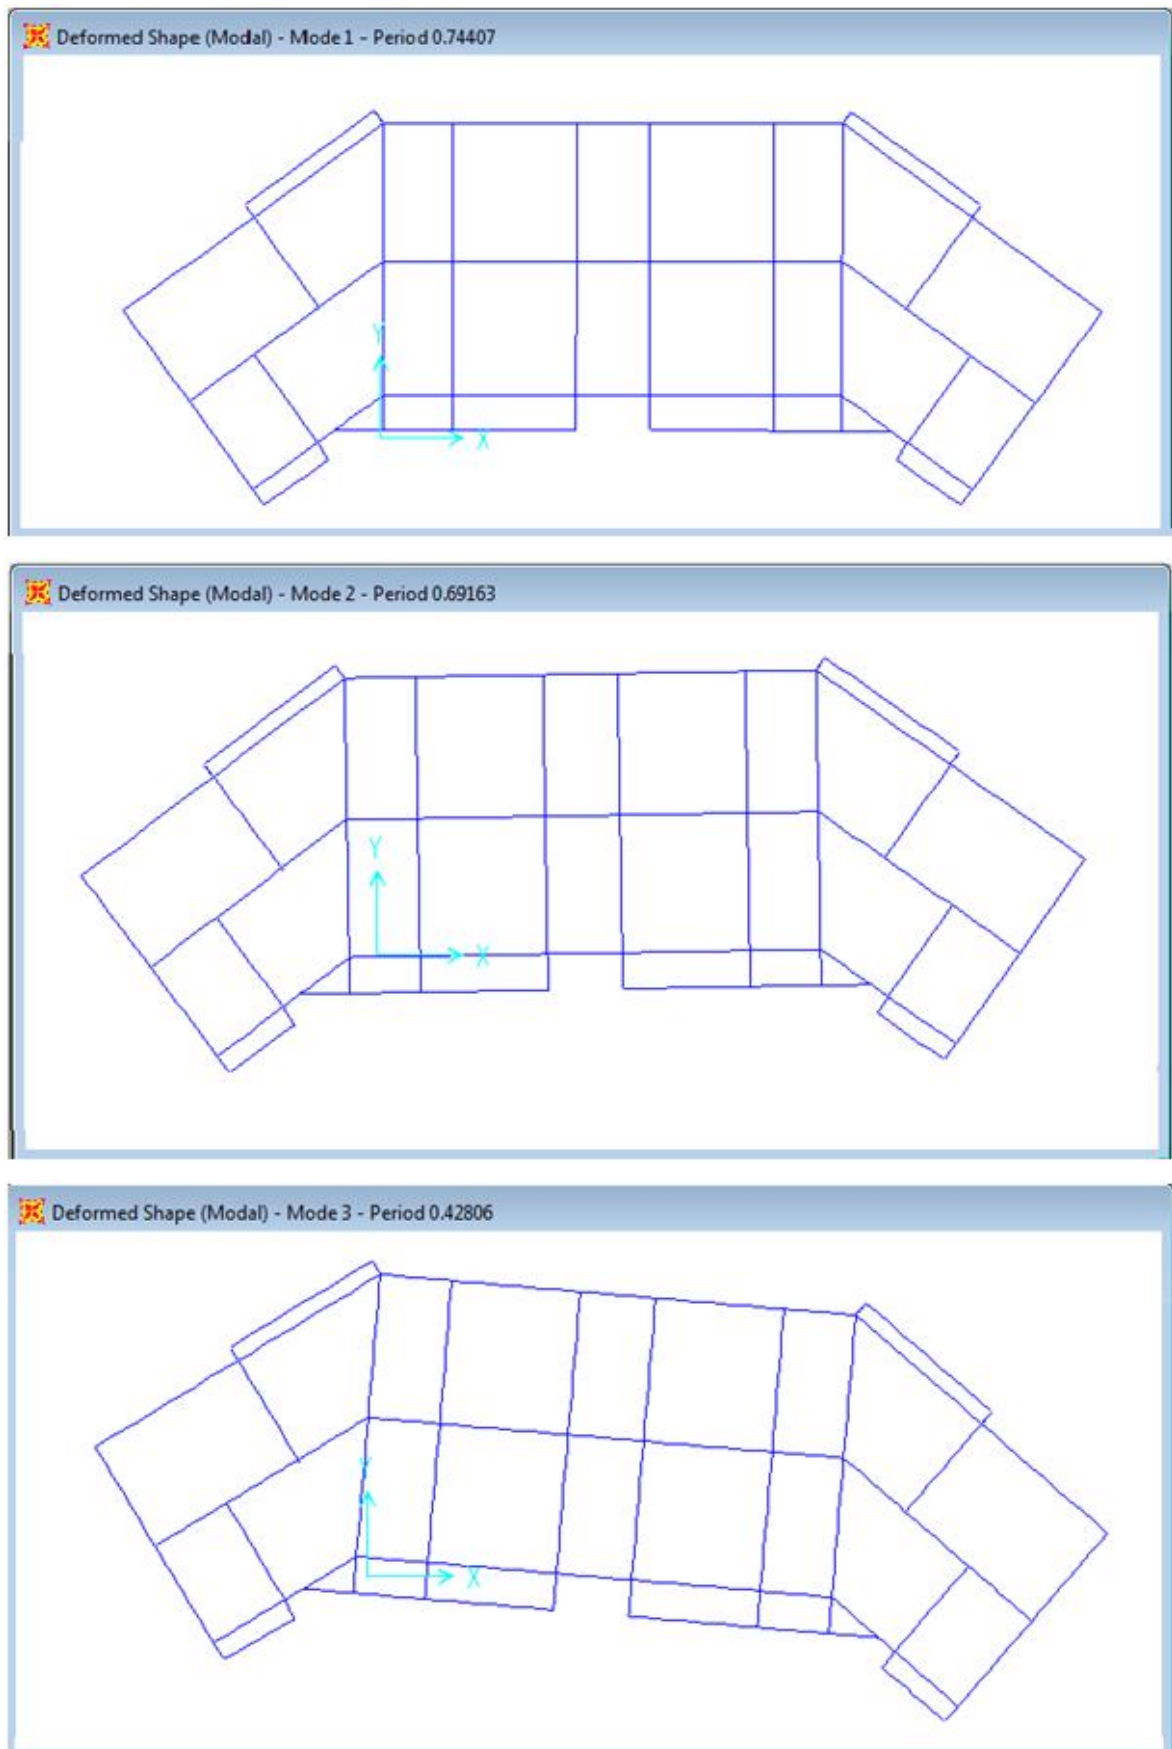 Deformed Shape (Modal) - Mode 1 - Period 0.74407
Y
X
Deformed Shape (Modal) - Mode 2 - Period 0.69163
Y
X
Deformed Shape (Modal) - Mode 3 - Period 0.42806
Y
X